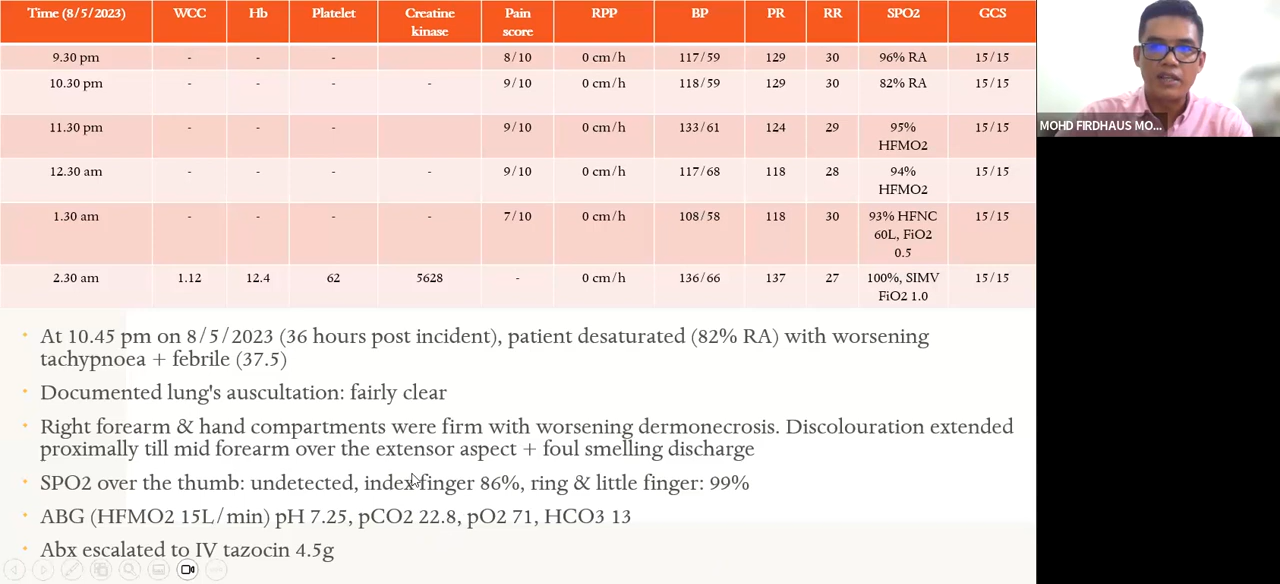 Time (8/5/2023) WCC Hb Platelet Creatine kinase Pain score RPP BP PR RR SPO2 GCS
9.30 pm - - - 8/10 0 cm/h 117/59 129 30 96% RA 15/15
10.30 pm - - - - 9/10 0 cm/h 118/59 129 30 82% RA 15/15
11.30 pm - - - 9/10 0 cm/h 133/61 124 29 95% HFMO2 15/15
12.30 am - - - - 9/10 0 cm/h 117/68 118 28 94% HFMO2 15/15
1.30 am - - - - 7/10 0 cm/h 108/58 118 30 93% HFNC 60L, FiO2 0.5 15/15
2.30 am 1.12 12.4 62 5628 - 0 cm/h 136/66 137 27 100%, SIMV FiO2 1.0 15/15
MOHD FIRDHAUS MO...
• At 10.45 pm on 8/5/2023 (36 hours post incident), patient desaturated (82% RA) with worsening
tachypnoea + febrile (37.5)
• Documented lung's auscultation: fairly clear
• Right forearm & hand compartments were firm with worsening dermonecrosis. Discolouration extended
proximally till mid forearm over the extensor aspect + foul smelling discharge
• SPO2 over the thumb: undetected, index finger 86%, ring & little finger: 99%
• ABG (HFMO2 15L/min) pH 7.25, pCO2 22.8, pO2 71, HCO3 13
• Abx escalated to IV tazocin 4.5g